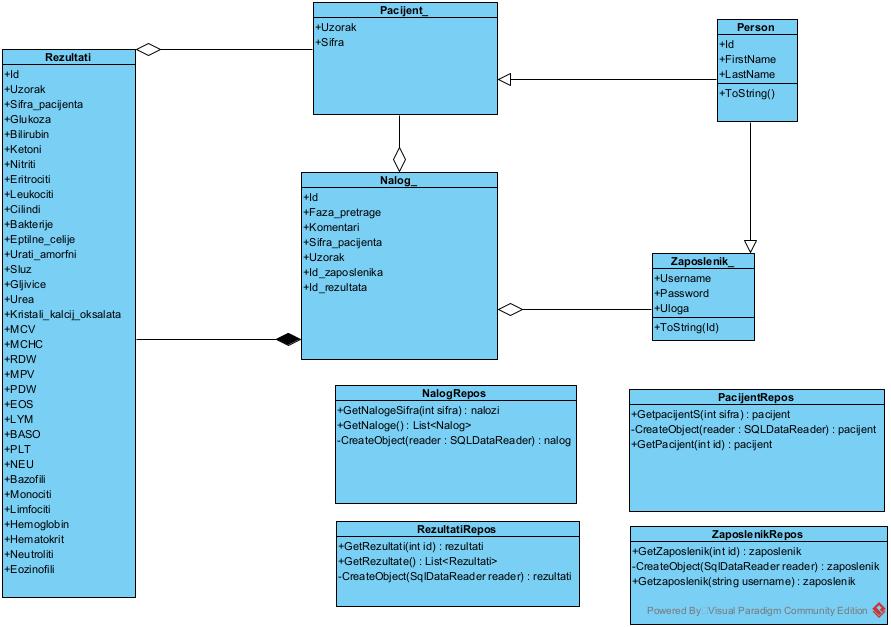 Pacijent_
+Uzorak
+Sifra
Person
+Id
+FirstName
+LastName
+ToString()
Rezultati
+Id
+Uzorak
+Sifra_pacijenta
+Glukoza
+Bilirubin
+Ketoni
+Nitriti
+Eritrociti
+Leukociti
+Cilindi
+Bakterije
+Eptilne_celije
+Urati_amorfni
+Sluz
+Gljivice
+Urea
+Kristali_kalcij_oksalata
+MCV
+MCHC
+RDW
+MPV
+PDW
+EOS
+LYM
+BASO
+PLT
+NEU
+Bazofili
+Monociti
+Limfociti
+Hemoglobin
+Hematokrit
+Neutroliti
+Eozinofili
Nalog_
+Id
+Faza_pretrage
+Komentari
+Sifra_pacijenta
+Uzorak
+Id_zaposlenika
+Id_rezultata
Zaposlenik_
+Username
+Password
+Uloga
+ToString(Id)
NalogRepos
+GetNalogeSifra(int sifra) : nalozi
+GetNaloge() : List<Nalog>
-CreateObject(reader : SQLDataReader) : nalog
PacijentRepos
+GetpacijentS(int sifra) : pacijent
-CreateObject(reader : SQLDataReader) : pacijent
+GetPacijent(int id) : pacijent
RezultatiRepos
+GetRezultati(int id) : rezultati
+GetRezultate() : List<Rezultati>
-CreateObject(SqlDataReader reader) : rezultati
ZaposlenikRepos
+GetZaposlenik(int id) : zaposlenik
-CreateObject(SqlDataReader reader) : zaposlenik
+Getzaposlenik(string username) : zaposlenik
Powered By Visual Paradigm Community Edition